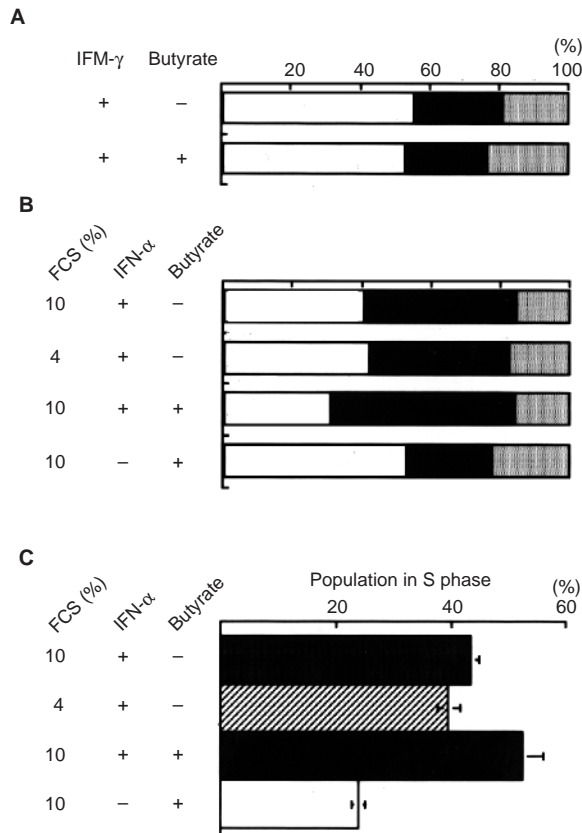 A
(%)
IFM-γ Butyrate 20 40 60 80 100
+ –
+ +
B
FCS (%) IFN-α Butyrate
10 + –
4 + –
10 + +
10 – +
C
Population in S phase (%)
FCS (%) IFN-α Butyrate 20 40 60
10 + –
4 + –
10 + +
10 – +